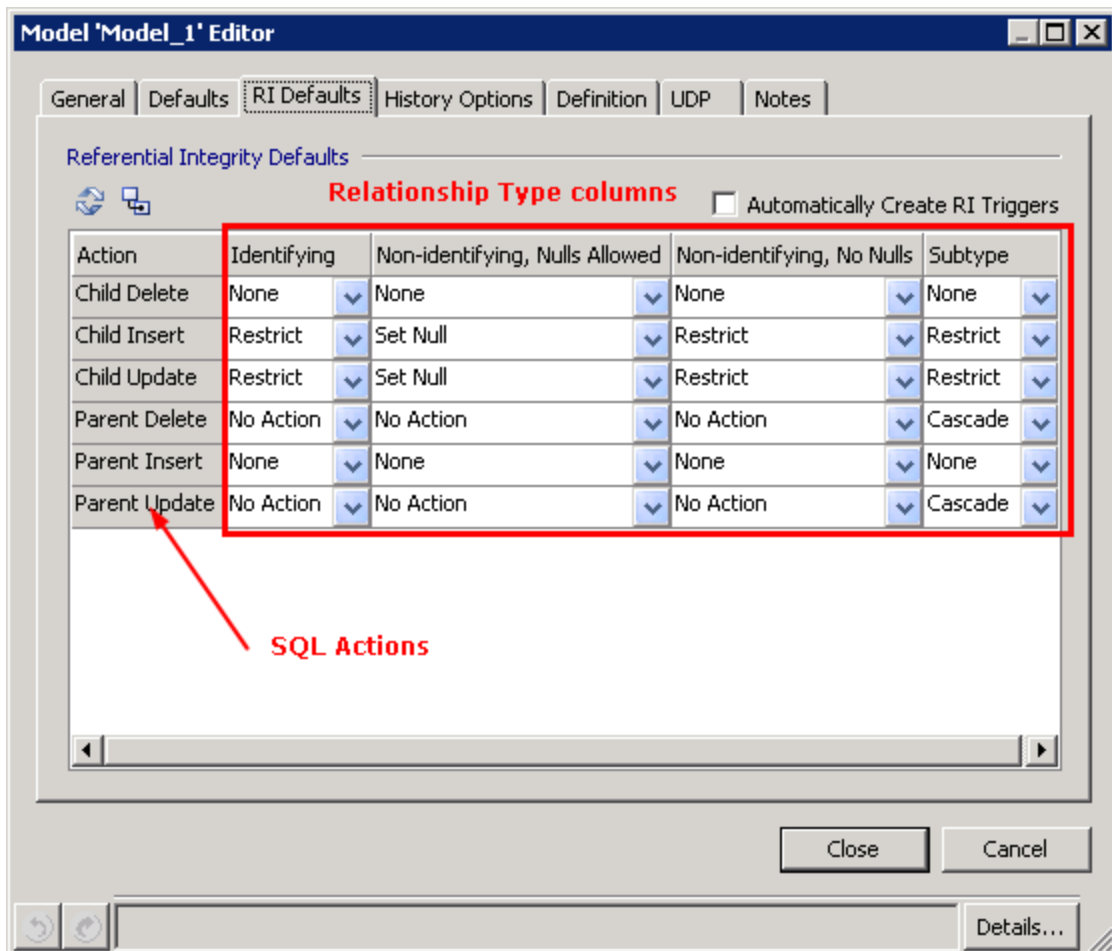 Model 'Model_1' Editor
General Defaults RI Defaults History Options Definition UDP Notes
Referential Integrity Defaults
Relationship Type columns
Automatically Create RI Triggers
Action Identifying Non-identifying, Nulls Allowed Non-identifying, No Nulls Subtype
Child Delete None None None None
Child Insert Restrict Set Null Restrict Restrict
Child Update Restrict Set Null Restrict Restrict
Parent Delete No Action No Action No Action Cascade
Parent Insert None None None None
Parent Update No Action No Action No Action Cascade
SQL Actions
Close Cancel
Details...